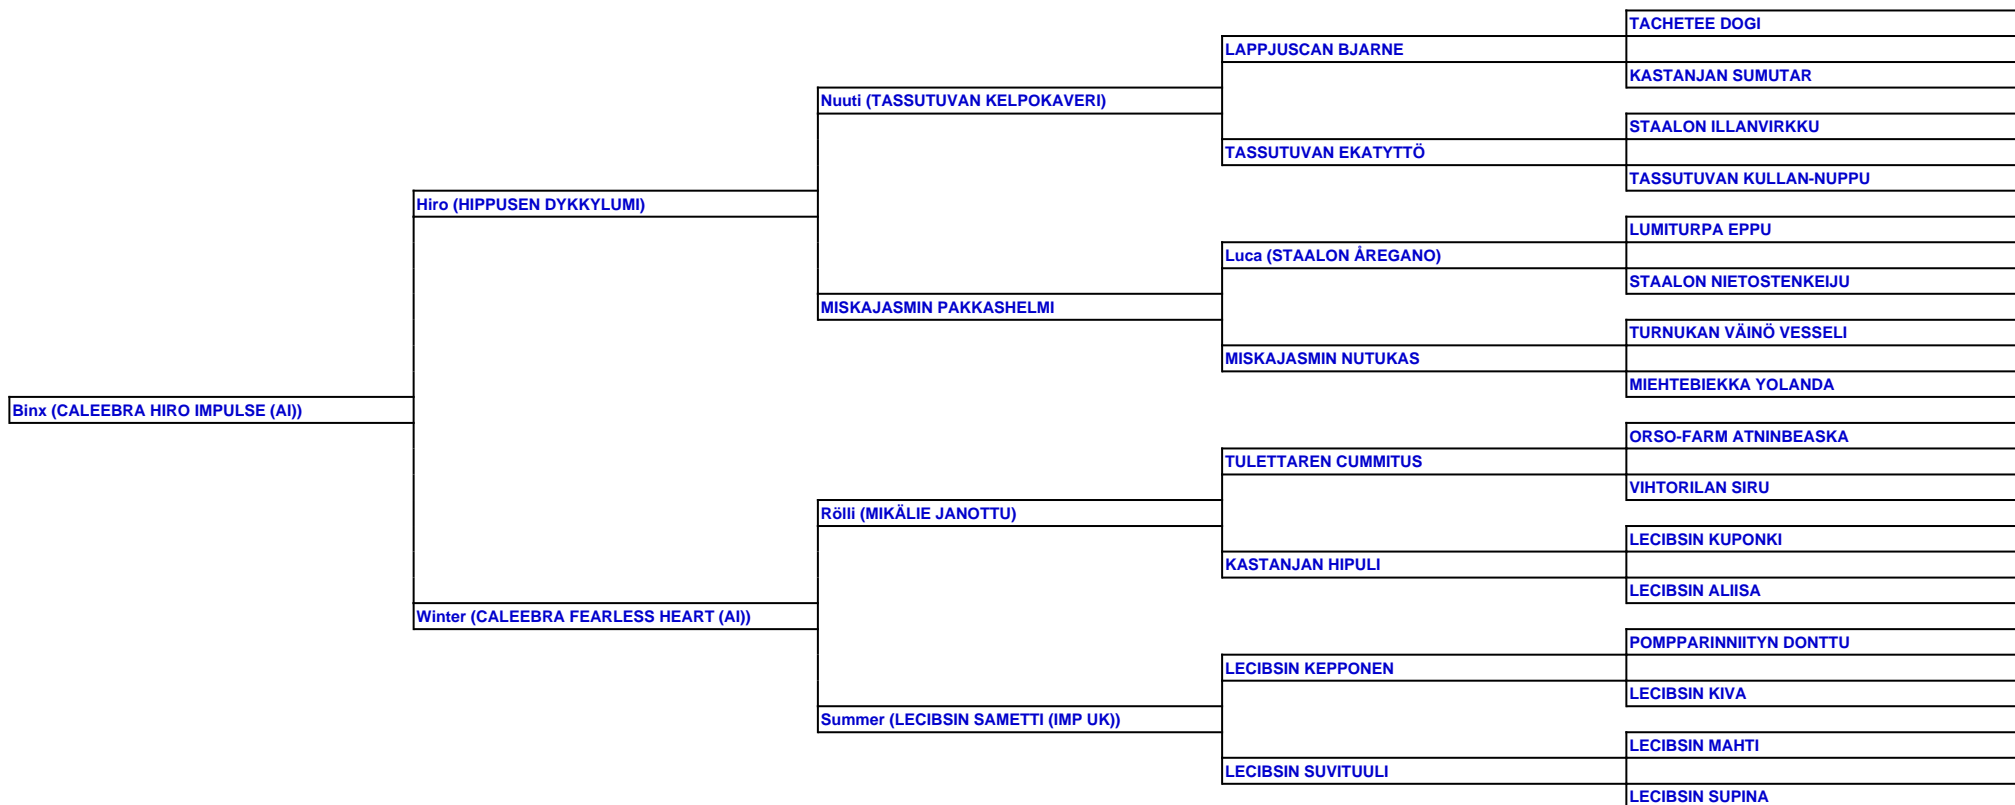 TACHETEE DOGI
LAPPJUSCAN BJARNE
KASTANJAN SUMUTAR
Nuuti (TASSUTUVAN KELPOKAVERI)
STAALON ILLANVIRKKU
TASSUTUVAN EKATYTTÖ
TASSUTUVAN KULLAN-NUPPU
Hiro (HIPPUSEN DYKKYLUMI)
LUMITURPA EPPU
Luca (STAALON ÅREGANO)
STAALON NIETOSTENKEIJU
MISKAJASMIN PAKKASHELMI
TURNUKAN VÄINÖ VESSELI
MISKAJASMIN NUTUKAS
MIEHTEBIEKKA YOLANDA
Binx (CALEEBRA HIRO IMPULSE (AI))
ORSO-FARM ATNINBEASKA
TULETTAREN CUMMITUS
VIHTORILAN SIRU
Rölli (MIKÄLIE JANOTTU)
LECIBSIN KUPONKI
KASTANJAN HIPULI
LECIBSIN ALIISA
Winter (CALEEBRA FEARLESS HEART (AI))
POMPPARINNIITYN DONTTU
LECIBSIN KEPPONEN
LECIBSIN KIVA
Summer (LECIBSIN SAMETTI (IMP UK))
LECIBSIN MAHTI
LECIBSIN SUVITUULI
LECIBSIN SUPINA